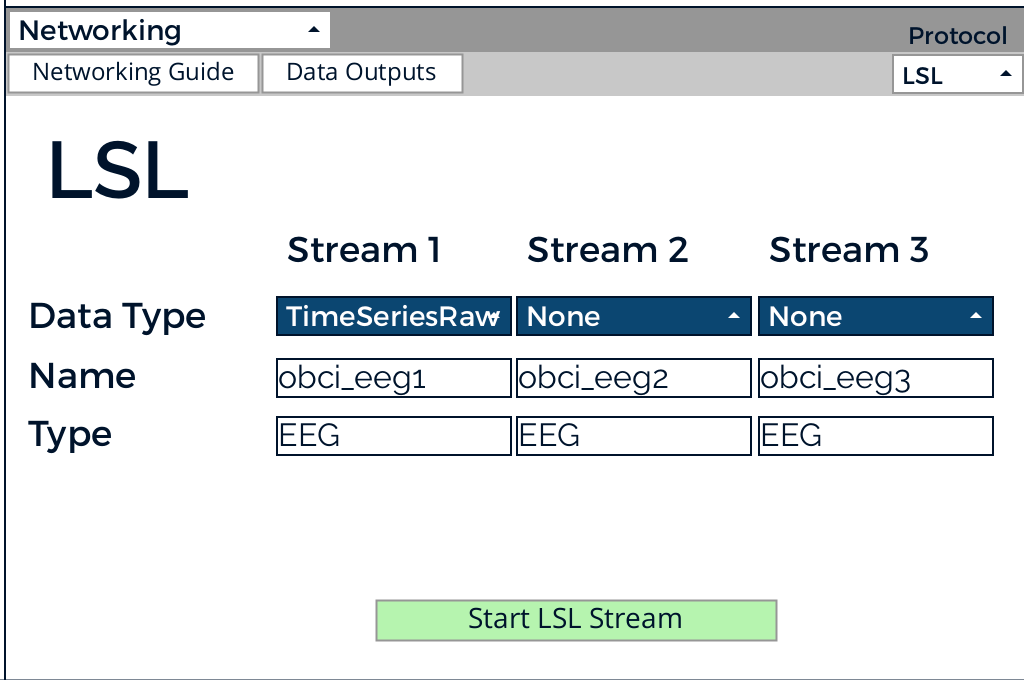 Networking
Protocol
Networking Guide Data Outputs LSL
LSL
Stream 1 Stream 2 Stream 3
Data Type TimeSeriesRaw None None
Name obci_eeg1 obci_eeg2 obci_eeg3
Type EEG EEG EEG
Start LSL Stream